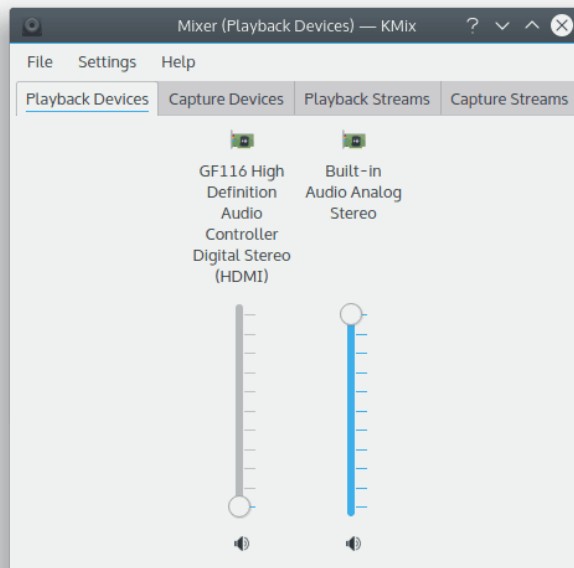 Mixer (Playback Devices) — KMix ?
File Settings Help
Playback Devices Capture Devices Playback Streams Capture Streams
GF116 High
Definition
Audio
Controller
Digital Stereo
(HDMI)
Built-in
Audio Analog
Stereo